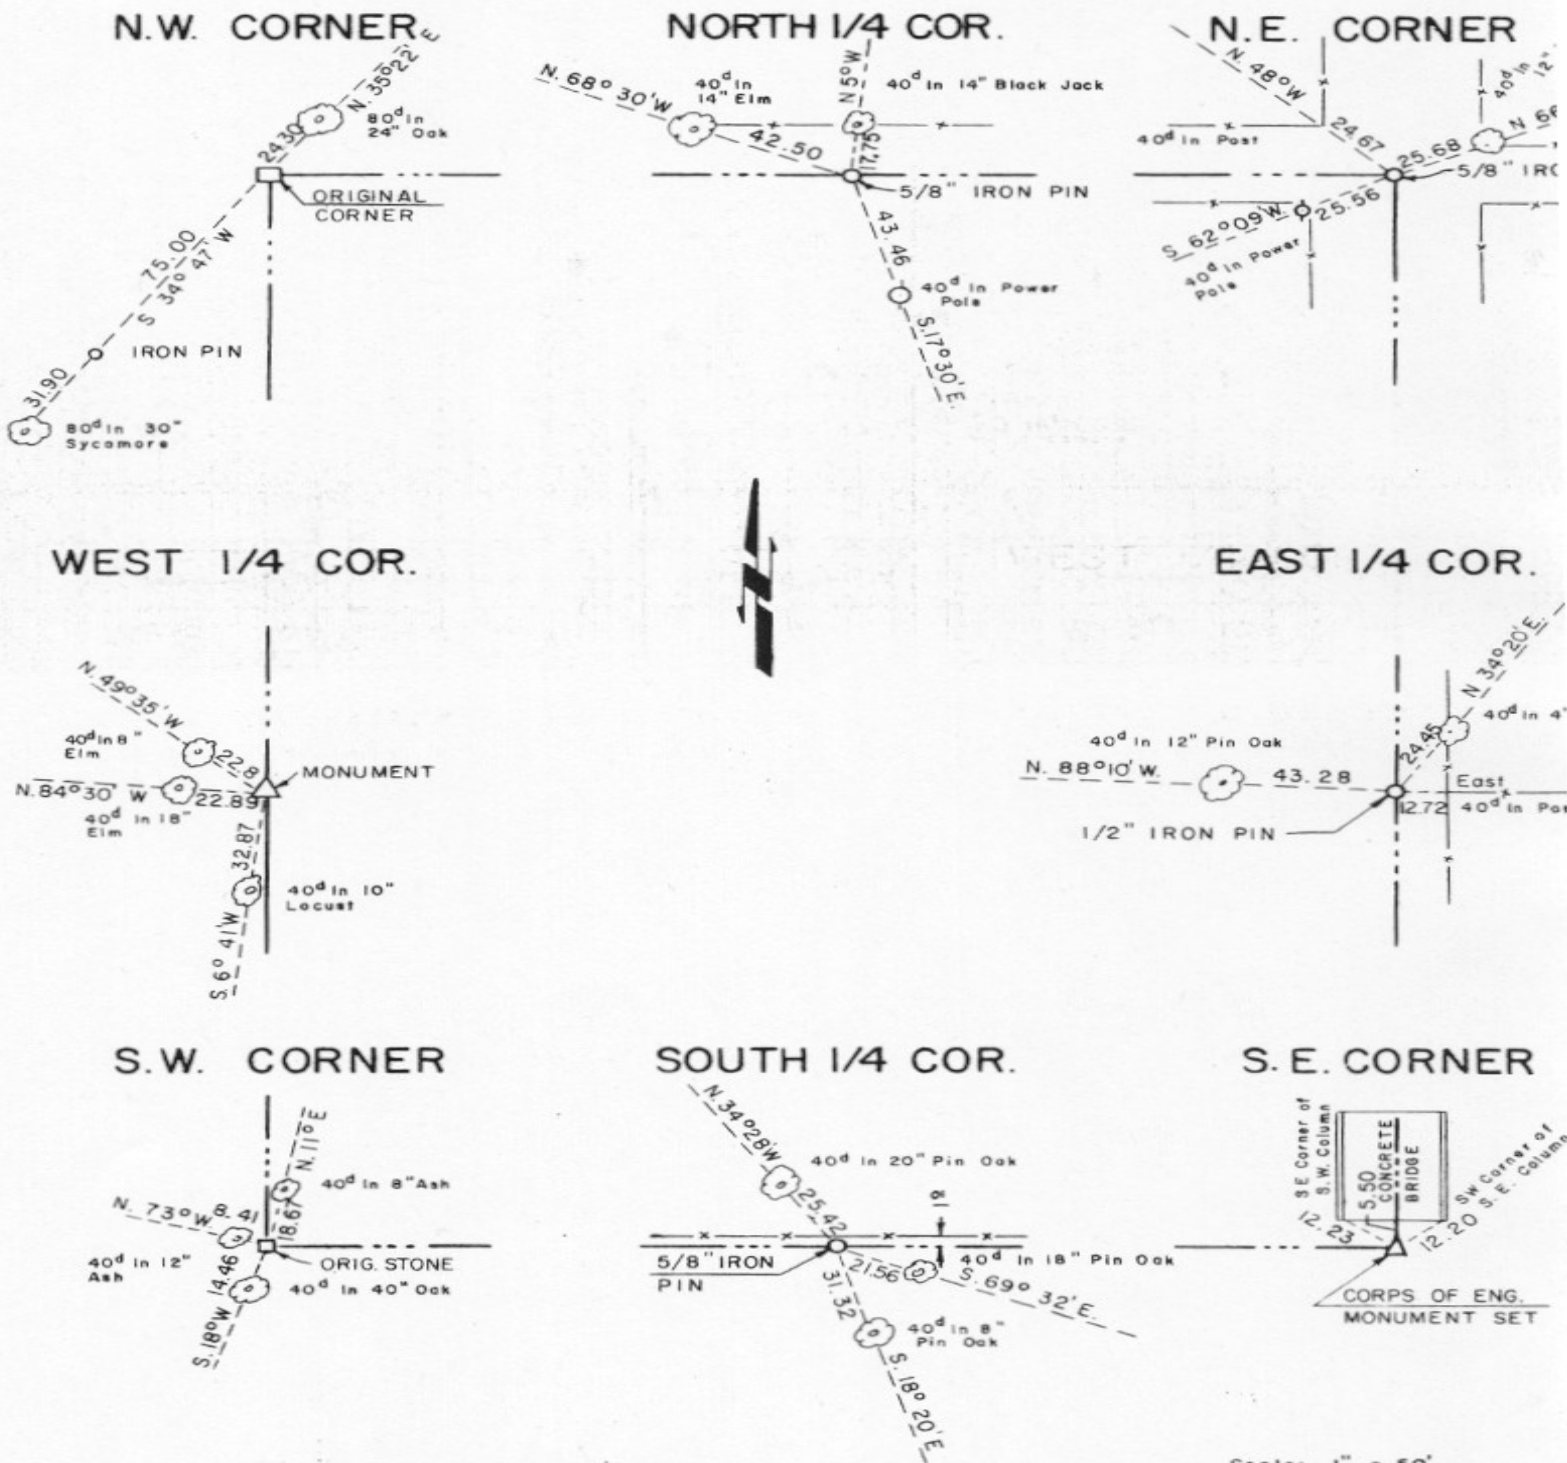 N.W. CORNER
N. 35°22' E
80d In
24" Oak
24.30
ORIGINAL
CORNER
75.00
S 34° 47' W
IRON PIN
31.90
80d In 30"
Sycamore
NORTH 1/4 COR.
N. 68° 30' W
40d In
14" Elm
N 5° W
40d In 14" Black Jack
42.50
5/8" IRON PIN
43.46
40d In Power
Pole
S. 17° 30' E.
N.E. CORNER
N. 48° W
40d In
12"
40d In Post
24.67
25.68
5/8"
25.56
S 62° 09' W
40d In Power
Pole
WEST 1/4 COR.
N. 49° 35' W
40d In 8"
Elm
22.8
MONUMENT
N. 84° 30' W
22.89
40d In 18"
Elm
32.87
40d In 10"
Locust
S. 6° 41' W
EAST 1/4 COR.
N 34° 20' E.
40d In 4"
40d In 12" Pin Oak
24.45
N. 88° 10' W.
43.28
East
12.72
40d In
1/2" IRON PIN
S.W. CORNER
N. 11° E
40d In 8" Ash
N. 73° W.
8.41
18.67
40d In 12"
Ash
14.46
ORIG. STONE
40d In 40" Oak
S. 18° W
SOUTH 1/4 COR.
N. 34° 28' W
40d In 20" Pin Oak
25.42
5/8" IRON
PIN
21.56
40d In 18" Pin Oak
S. 69° 32' E.
31.32
40d In 8"
Pin Oak
S. 18° 20' E
S.E. CORNER
SE Corner of
S.W. Column
5.50
CONCRETE
BRIDGE
SW Corner of
S.E. Column
12.23
12.20
CORPS OF ENG.
MONUMENT SET